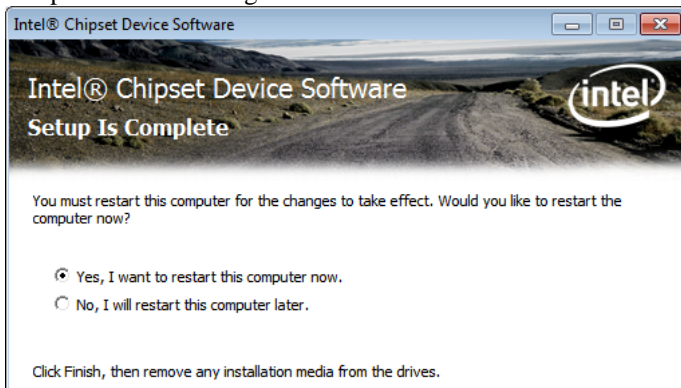 Intel® Chipset Device Software
Intel® Chipset Device Software
intel
Setup Is Complete
You must restart this computer for the changes to take effect. Would you like to restart the
computer now?
Yes, I want to restart this computer now.
No, I will restart this computer later.
Click Finish, then remove any installation media from the drives.